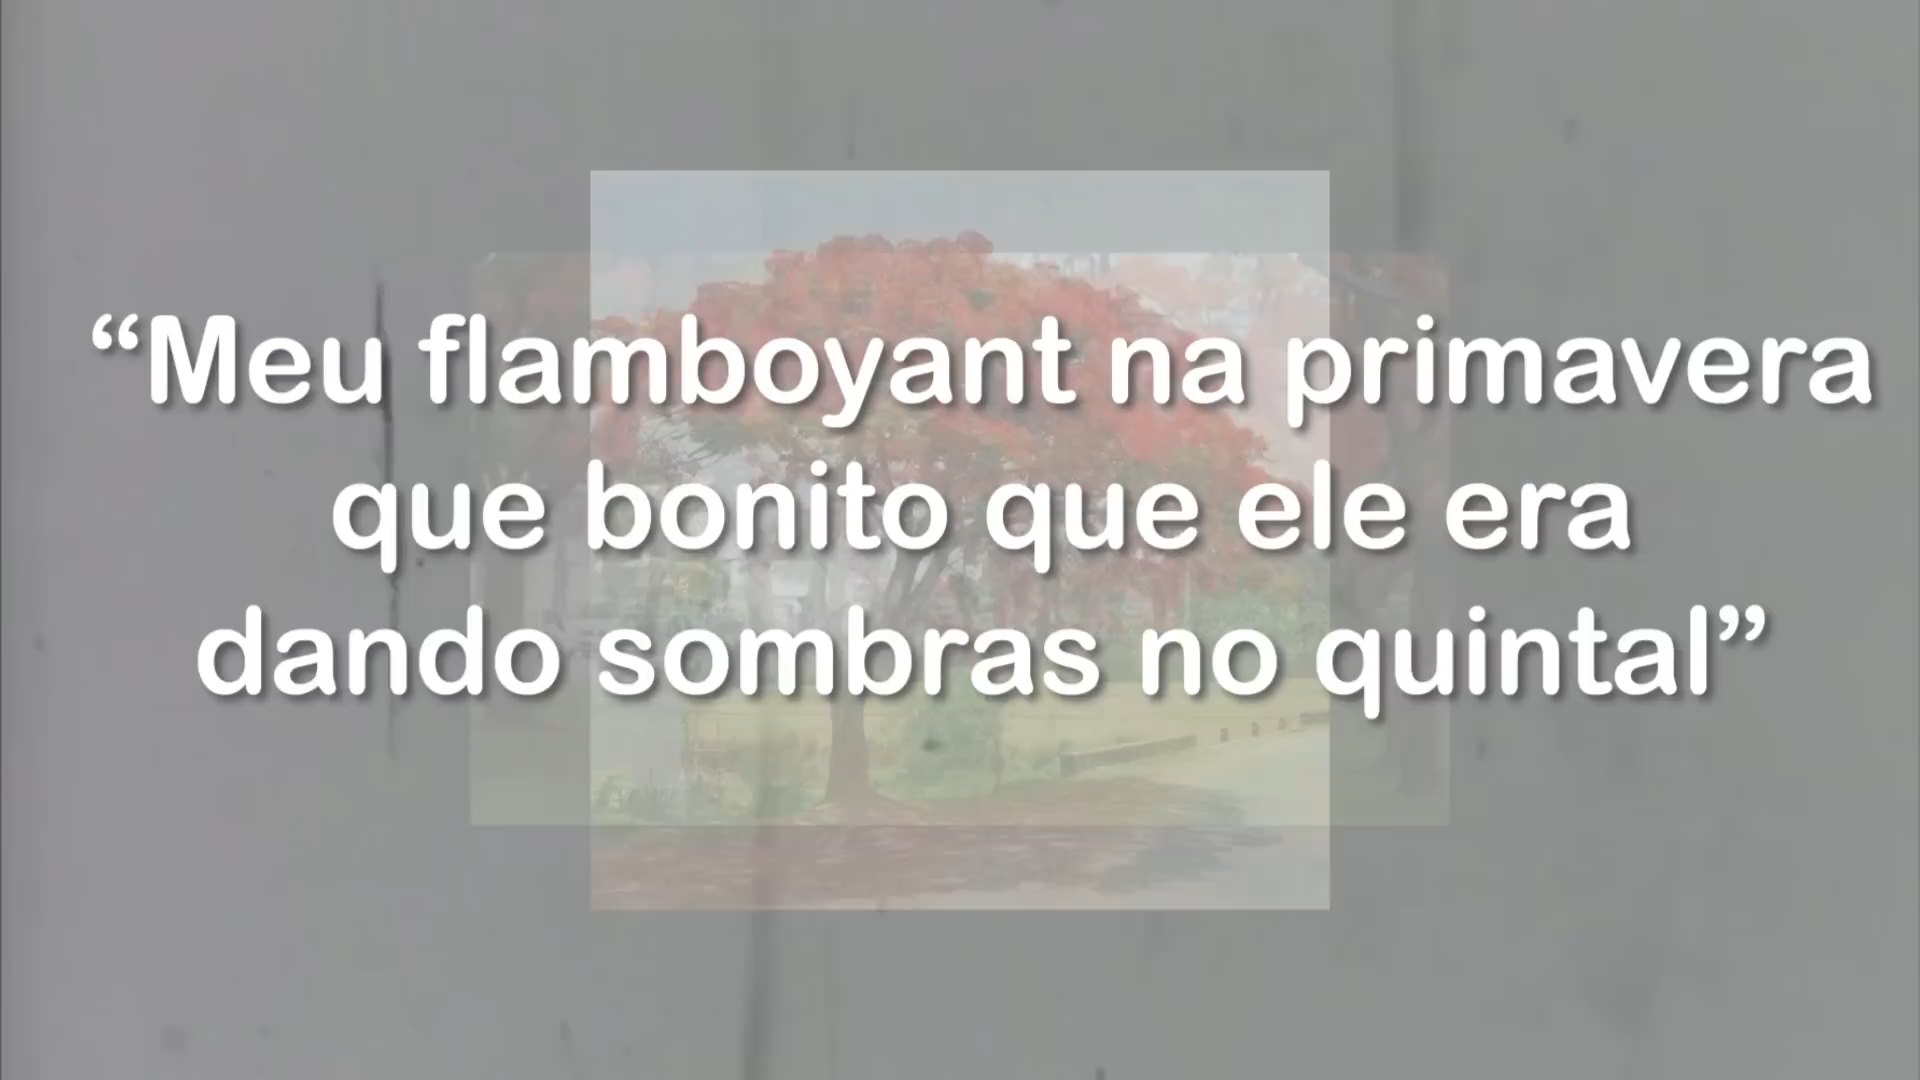 “Meu flamboyant na primavera
que bonito que ele era
dando sombras no quintal”